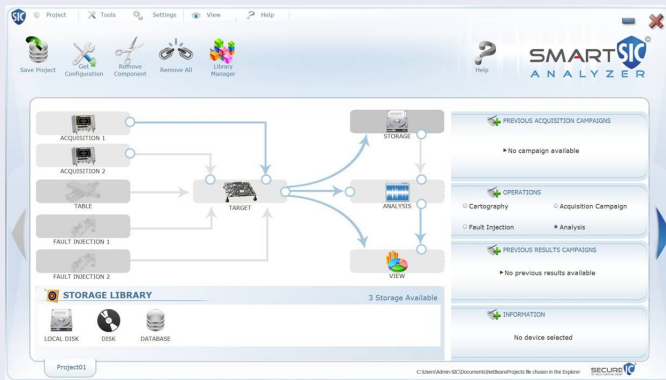 SIC Project Tools Settings View ? Help
Save Project Get Configuration Remove Component Remove All Library Manager Help
SMARTSIC©
ANALYZER
ACQUISITION 1
ACQUISITION 2
TABLE
FAULT INJECTION 1
FAULT INJECTION 2
TARGET
STORAGE
ANALYSIS
VIEW
PREVIOUS ACQUISITION CAMPAIGNS
No campaign available
OPERATIONS
Cartography Acquisition Campaign
Fault Injection Analysis
PREVIOUS RESULTS CAMPAIGNS
No previous results available
INFORMATION
No device selected
STORAGE LIBRARY 3 Storage Available
LOCAL DISK DISK DATABASE
Project01
C:\Users\Admin-SIC\Documents\NetBeansProjects file chosen in the Explorer SECURE IC